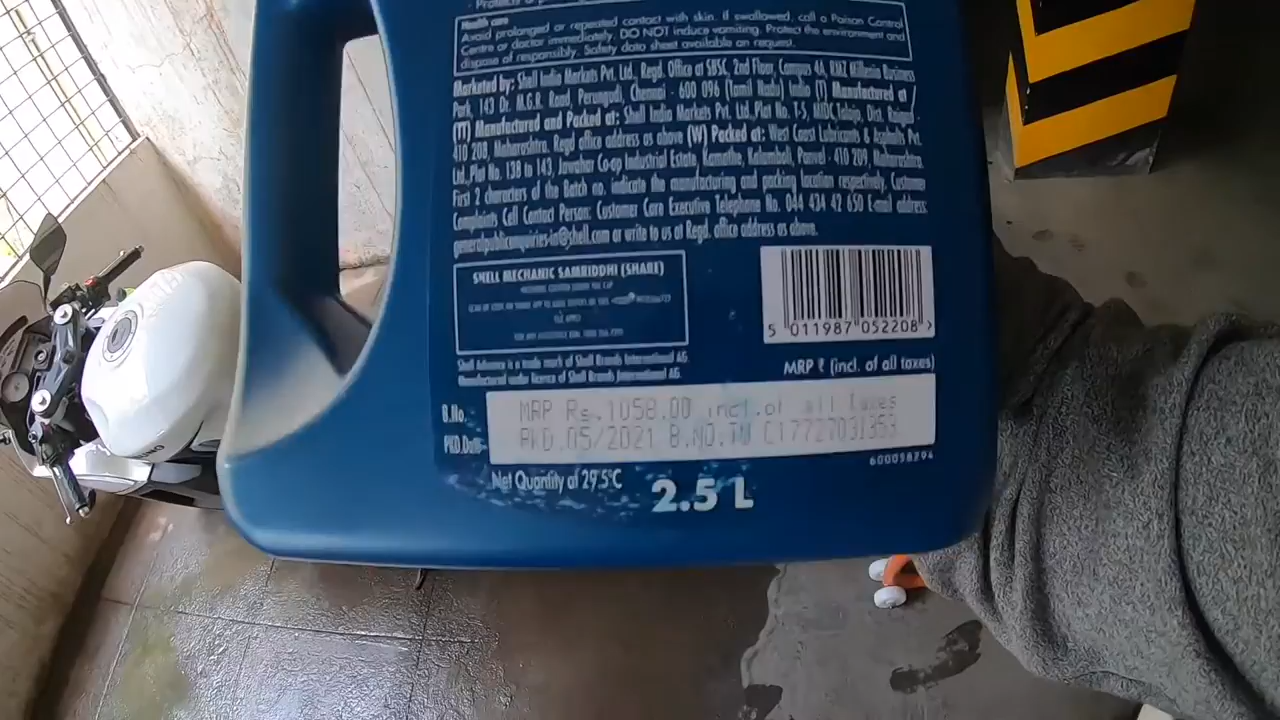 Health care
Avoid prolonged or repeated contact with skin. If swallowed, call a Poison Control
Centre or doctor immediately. DO NOT induce vomiting. Protect the environment and
dispose of responsibly. Safety data sheet available on request.
Marketed by: Shell India Markets Pvt. Ltd., Regd. Office at SBSC, 2nd Floor, Campus 4A, RMZ Millenia Business
Park, 143 Dr. M.G.R. Road, Perungudi, Chennai - 600 096 (Tamil Nadu) India (T) Manufactured at /
(TT) Manufactured and Packed at: Shell India Markets Pvt. Ltd., Plot No. T-5, MIDC, Taloja, Dist. Raigad -
410 208, Maharashtra. Regd office address as above (W) Packed at: West Coast Lubricants & Asphalts Pvt.
Ltd., Plot No. 138 to 143, Jawahar Co-op Industrial Estate, Kamothe, Kalamboli, Panvel - 410 209, Maharashtra
First 2 characters of the Batch no. indicate the manufacturing and packing location respectively. Customer
Complaints Cell Contact Person: Customer Care Executive Telephone No. 044 434 42 650 E-mail address:
generalpublicenquiries-in@shell.com or write to us at Regd. office address as above.
SHELL MECHANIC SAMRIDDHI (SHARE)
5 011987 052208 >
Shell Advance is a trade mark of Shell Brands International AG.
Manufactured under licence of Shell Brands International AG.
MRP ₹ (incl. of all taxes)
B.No.
MRP Rs.1058.00 incl.of all taxes
PKD.Date
PKD.05/2021 B.NO.TW C17727031353
600058294
Net Quantity at 29.5°C
2.5 L